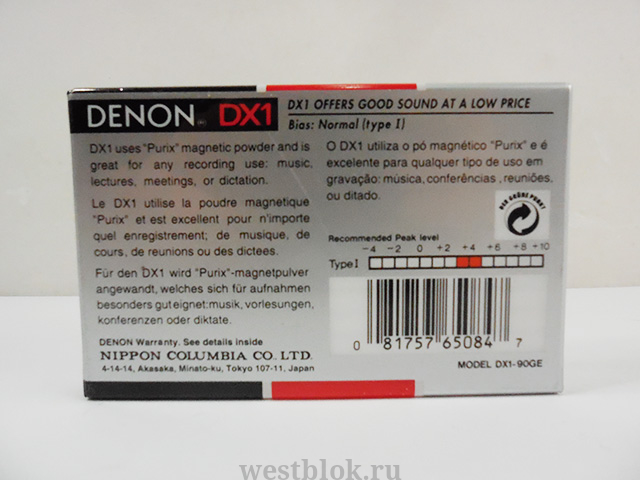 DENON DX1
DX1 OFFERS GOOD SOUND AT A LOW PRICE
Bias: Normal (type I)
DX1 uses "Purix" magnetic powder and is
great for any recording use: music,
lectures, meetings, or dictation.
Le DX1 utilise la poudre magnetique
"Purix" et est excellent pour n'importe
quel enregistrement; de musique, de
cours, de reunions ou des dictees.
Für den DX1 wird "Purix"-magnetpulver
angewandt, welches sich für aufnahmen
besonders gut eignet: musik, vorlesungen,
konferenzen oder diktate.
DENON Warranty. See details inside
NIPPON COLUMBIA CO. LTD.
4-14-14, Akasaka, Minato-ku, Tokyo 107-11, Japan
O DX1 utiliza o pó magnético "Purix" e é
excelente para qualquer tipo de uso em
gravação: música, conferências, reuniões,
ou ditado.
DER GRÜNE PUNKT
Recommended Peak level
-4 -2 0 +2 +4 +6 +8 +10
Type I
0 81757 65084 7
MODEL DX1-90GE
westblok.ru